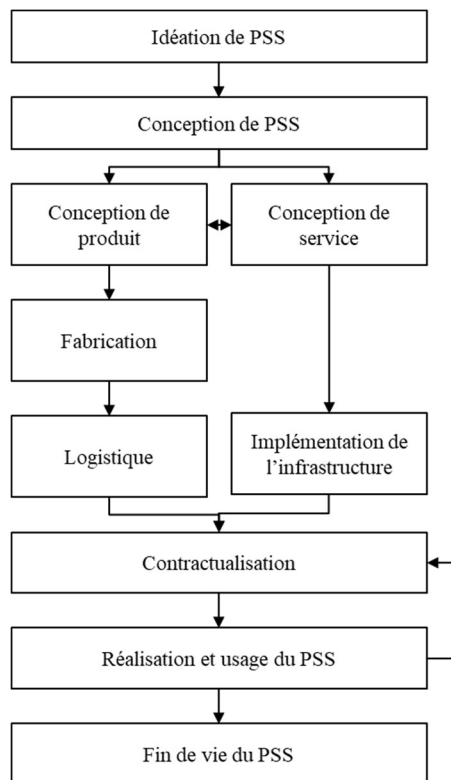 Idéation de PSS
Conception de PSS
Conception de
produit
Conception de
service
Fabrication
Logistique
Implémentation de
l'infrastructure
Contractualisation
Réalisation et usage du PSS
Fin de vie du PSS